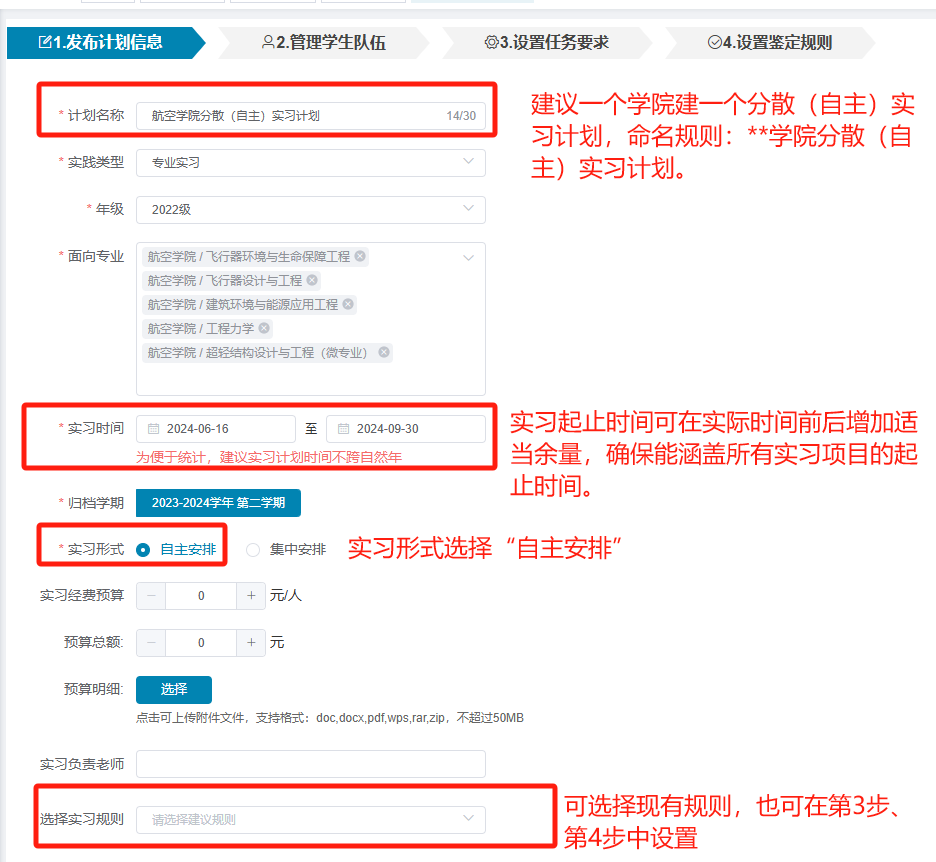 1.发布计划信息 2.管理学生队伍 3.设置任务要求 4.设置鉴定规则
* 计划名称 航空学院分散（自主）实习计划 14/30
建议一个学院建一个分散（自主）实
习计划，命名规则：**学院分散（自
主）实习计划。
* 实践类型 专业实习
* 年级 2022级
* 面向专业 航空学院 / 飞行器环境与生命保障工程
航空学院 / 飞行器设计与工程
航空学院 / 建筑环境与能源应用工程
航空学院 / 工程力学
航空学院 / 超轻结构设计与工程（微专业）
* 实习时间 2024-06-16 至 2024-09-30
为便于统计，建议实习计划时间不跨自然年
实习起止时间可在实际时间前后增加适
当余量，确保能涵盖所有实习项目的起
止时间。
* 归档学期 2023-2024学年 第二学期
* 实习形式 自主安排 集中安排
实习形式选择“自主安排”
实习经费预算 − 0 + 元/人
预算总额: − 0 + 元
预算明细: 选择
点击可上传附件文件，支持格式：doc,docx,pdf,wps,rar,zip，不超过50MB
实习负责老师
选择实习规则 请选择建议规则
可选择现有规则，也可在第3步、
第4步中设置